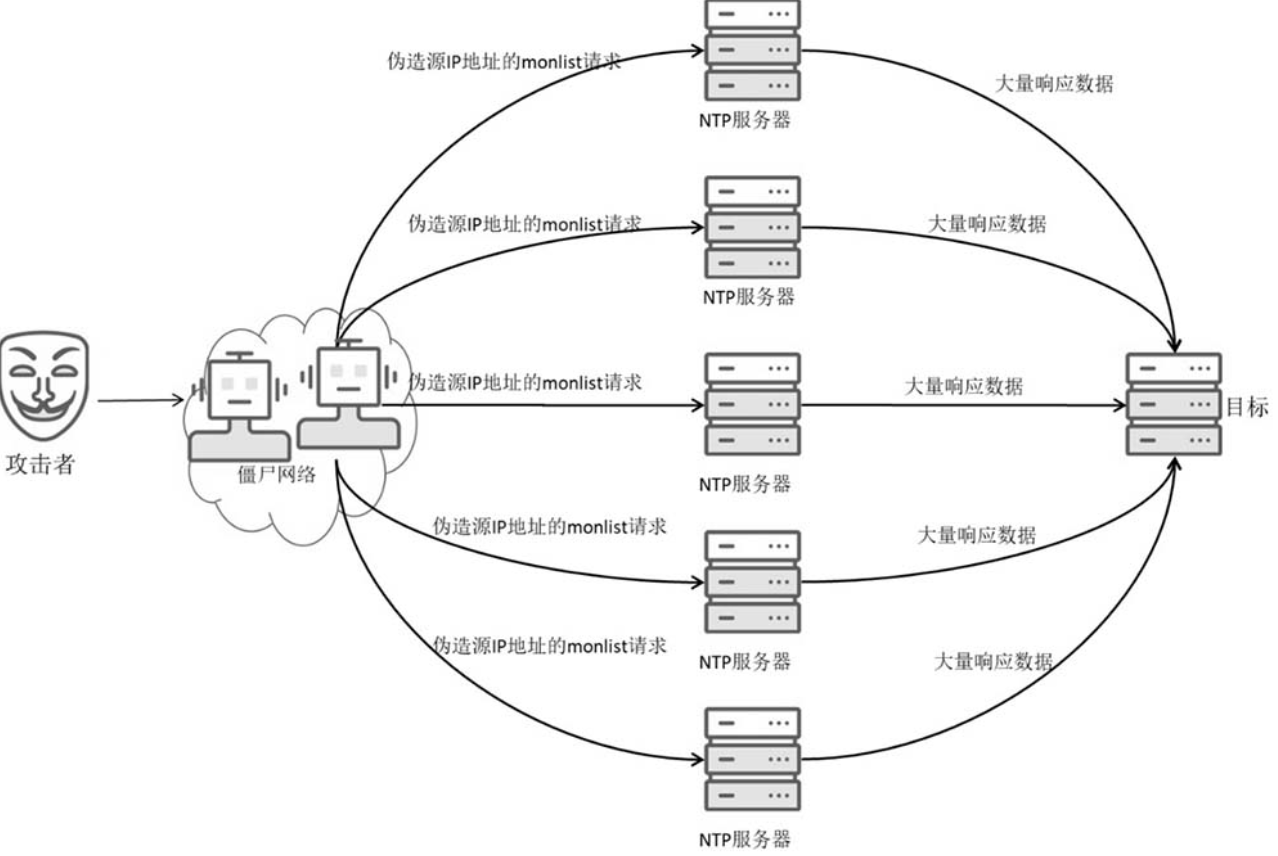 伪造源IP地址的monlist请求
大量响应数据
NTP服务器
伪造源IP地址的monlist请求
大量响应数据
NTP服务器
伪造源IP地址的monlist请求
大量响应数据
目标
攻击者
僵尸网络
NTP服务器
伪造源IP地址的monlist请求
大量响应数据
NTP服务器
伪造源IP地址的monlist请求
大量响应数据
NTP服务器